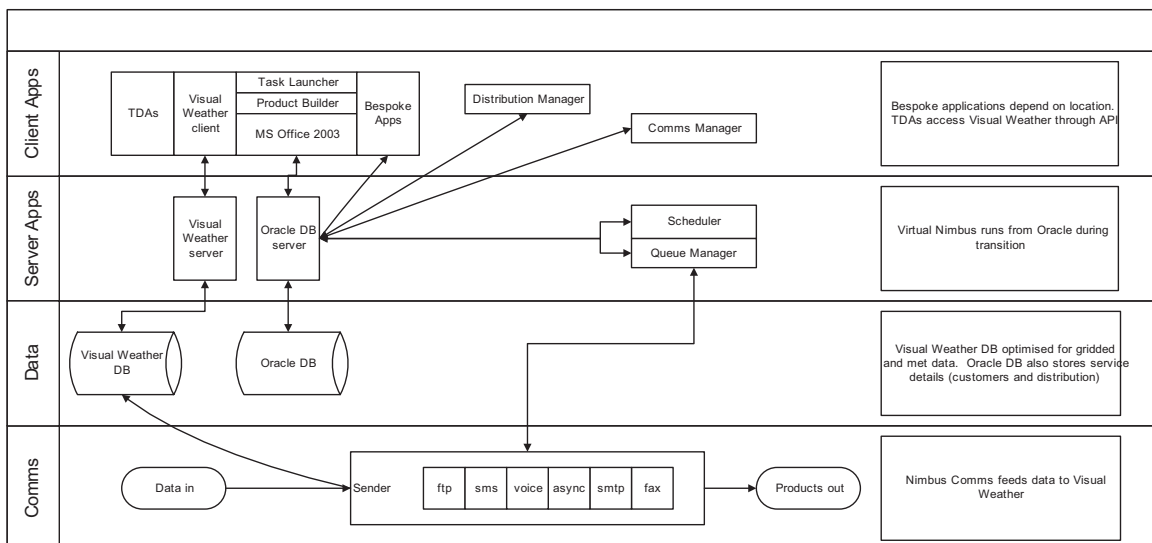 Client Apps
TDAs
Visual
Weather
client
Task Launcher
Product Builder
MS Office 2003
Bespoke
Apps
Distribution Manager
Comms Manager
Bespoke applications depend on location.
TDAs access Visual Weather through API
Server Apps
Visual
Weather
server
Oracle DB
server
Scheduler
Queue Manager
Virtual Nimbus runs from Oracle during
transition
Data
Visual Weather
DB
Oracle DB
Visual Weather DB optimised for gridded
and met data. Oracle DB also stores service
details (customers and distribution)
Comms
Data in
Sender
ftp
sms
voice
async
smtp
fax
Products out
Nimbus Comms feeds data to Visual
Weather